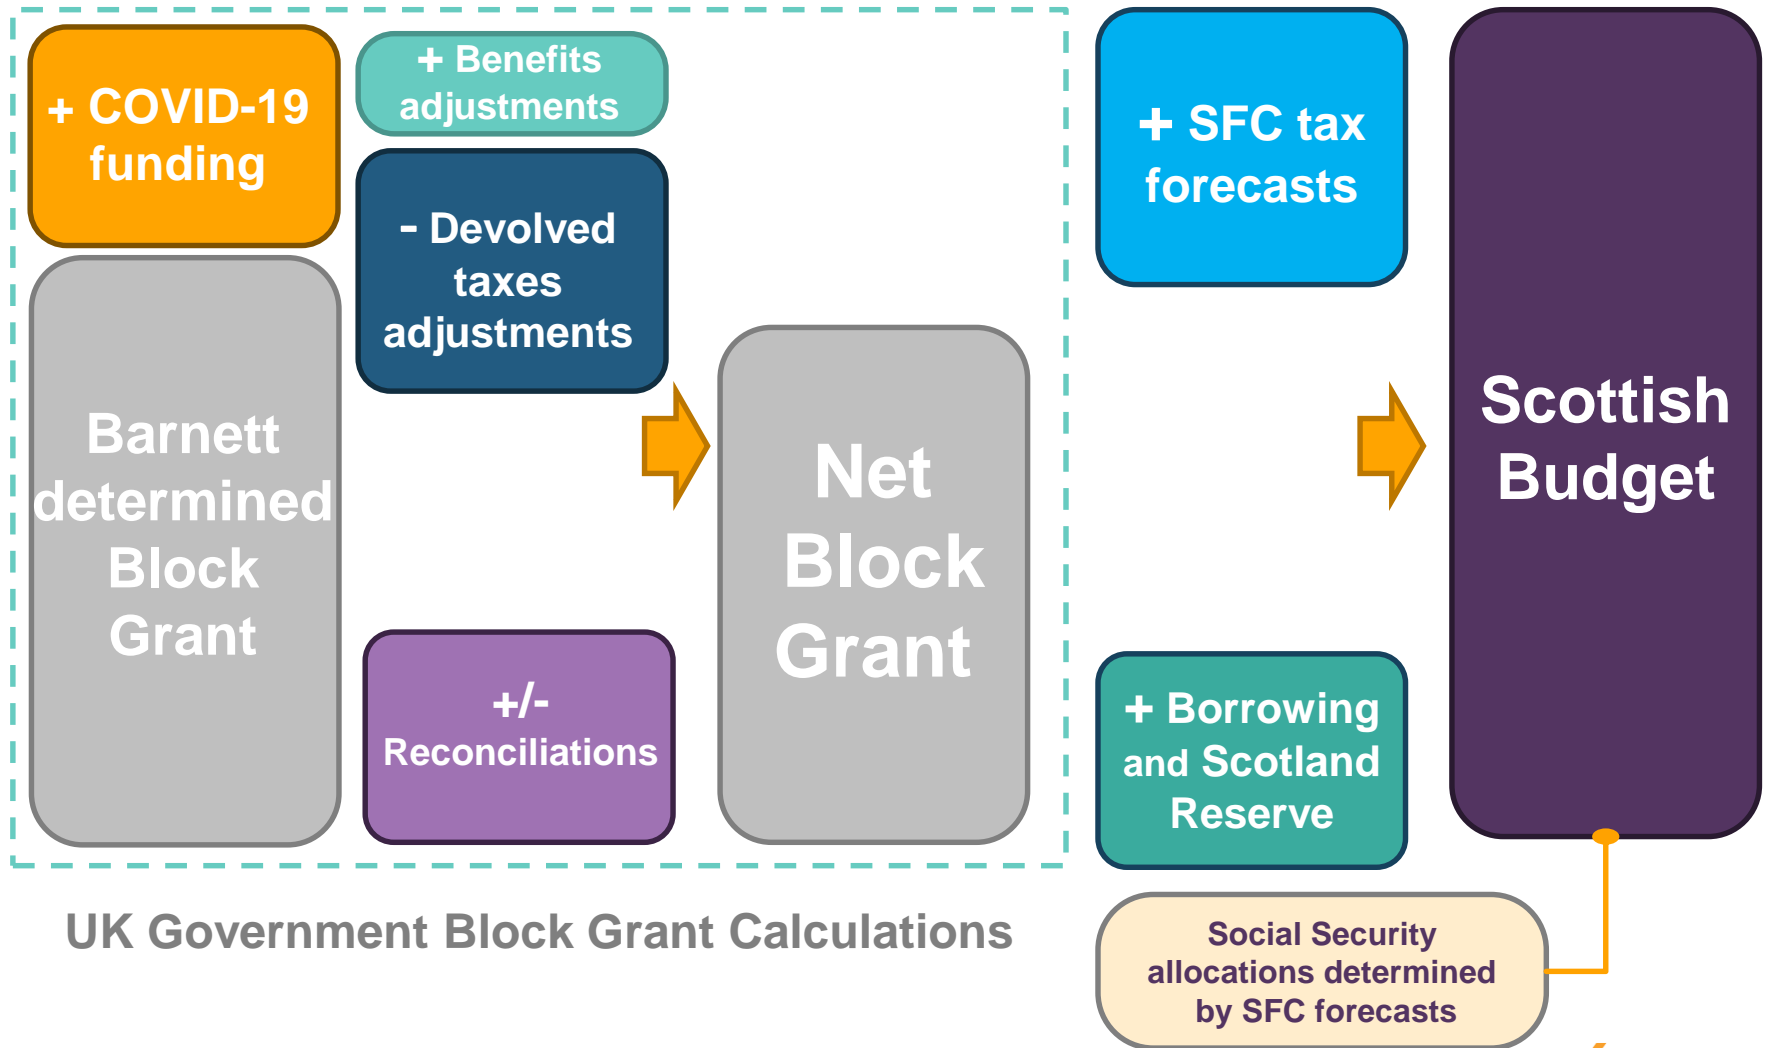 + COVID-19
funding
+ Benefits
adjustments
- Devolved
taxes
adjustments
Barnett
determined
Block
Grant
+/-
Reconciliations
Net
Block
Grant
UK Government Block Grant Calculations
+ SFC tax
forecasts
+ Borrowing
and Scotland
Reserve
Scottish
Budget
Social Security
allocations determined
by SFC forecasts